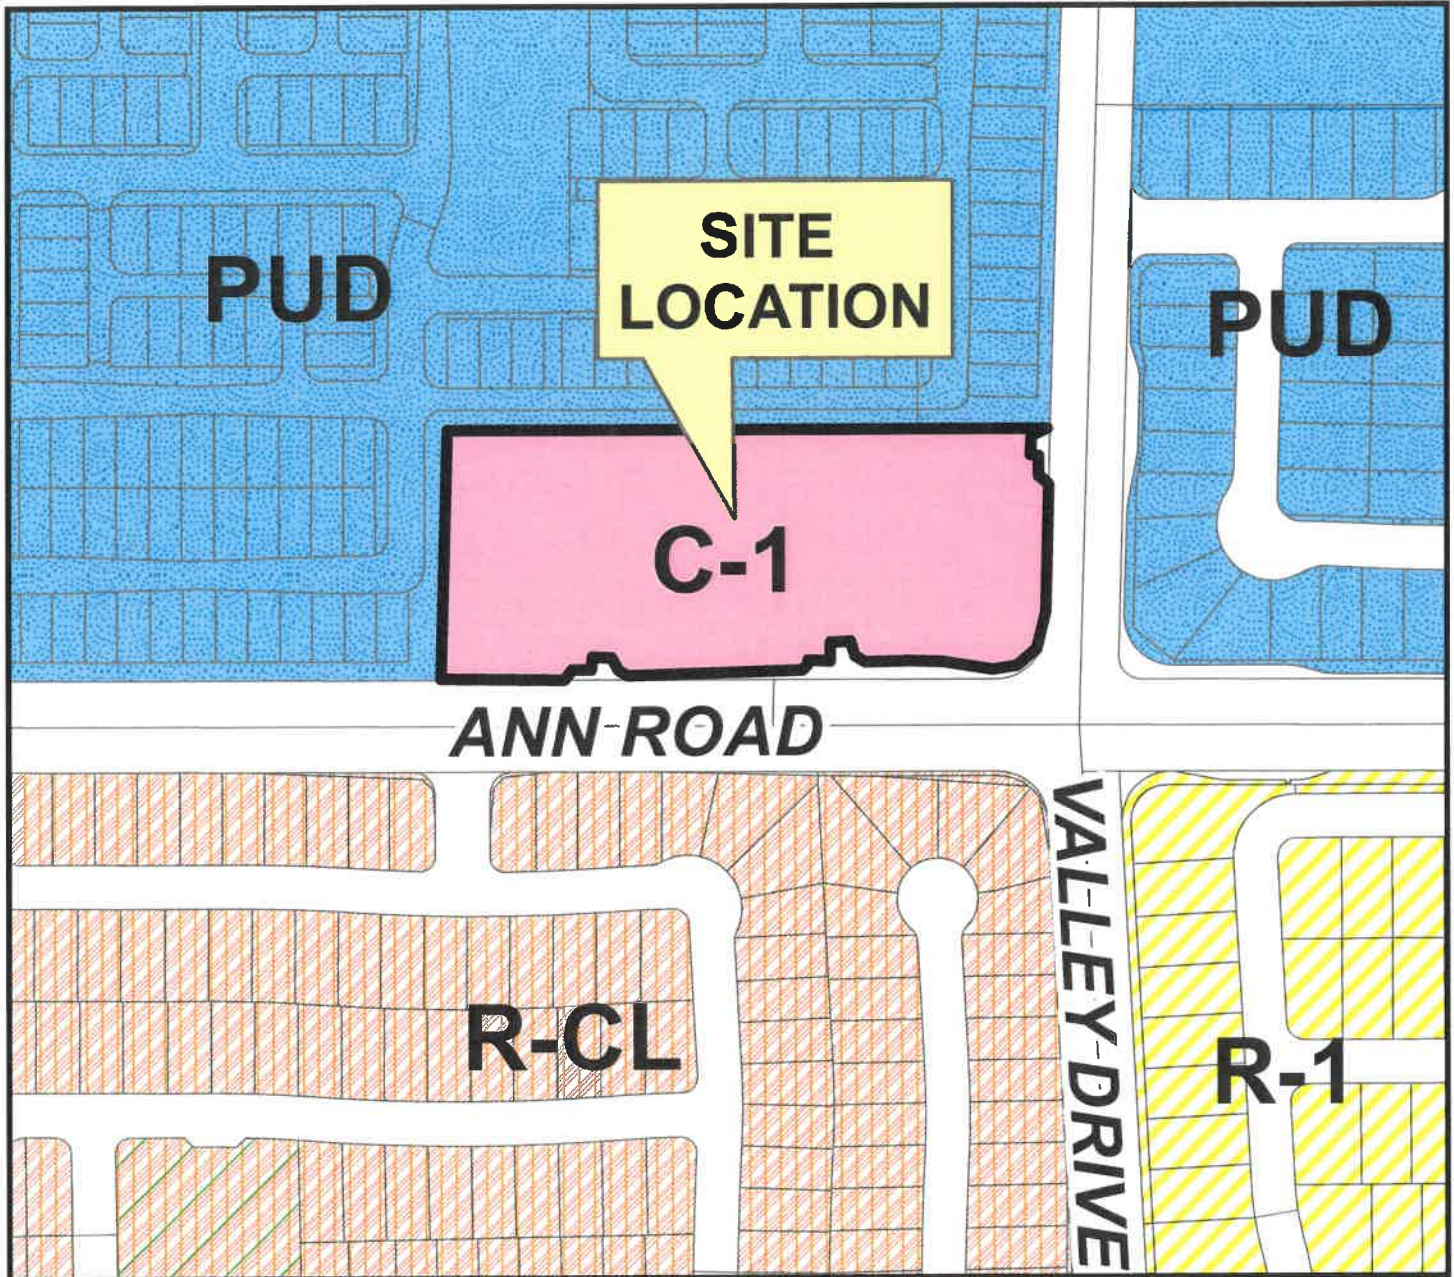 SITE
LOCATION
PUD
PUD
C-1
ANN ROAD
VALLEY DRIVE
R-CL
R-1